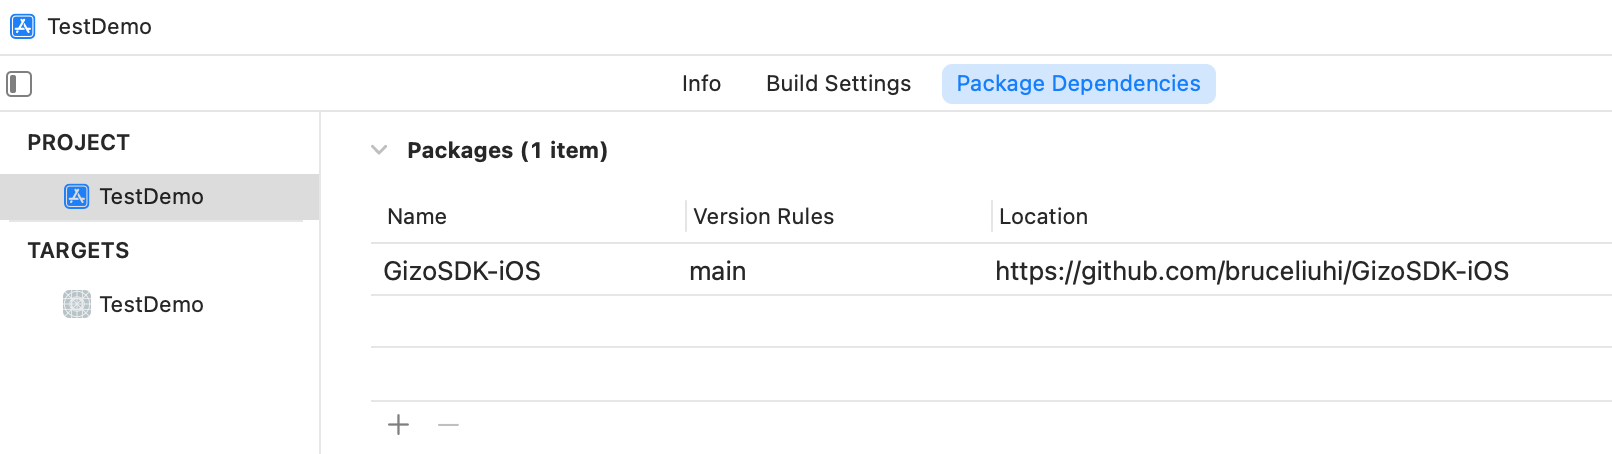 TestDemo
Info Build Settings Package Dependencies
PROJECT
TestDemo
TARGETS
TestDemo
Packages (1 item)
Name Version Rules Location
GizoSDK-iOS main https://github.com/bruceliuhi/GizoSDK-iOS